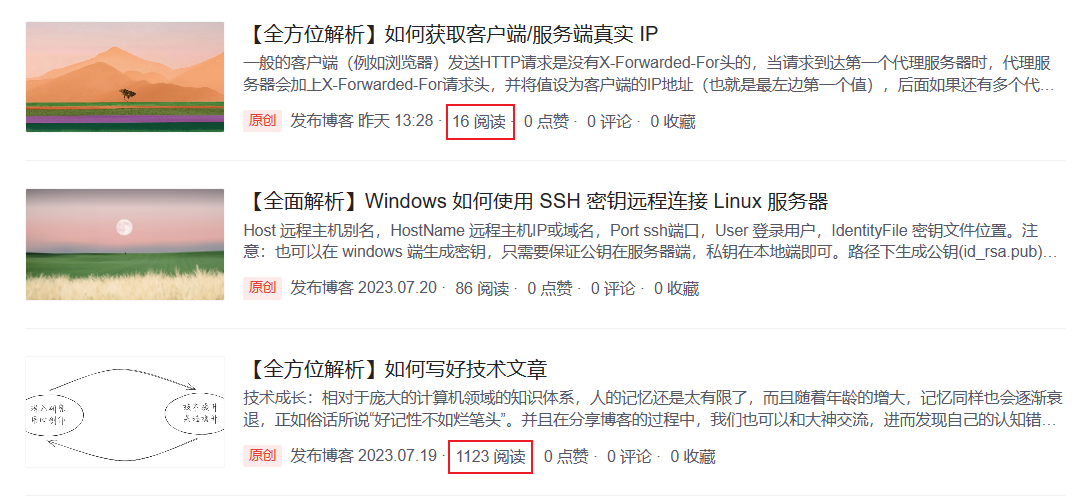 【全方位解析】如何获取客户端/服务端真实 IP
一般的客户端（例如浏览器）发送HTTP请求是没有X-Forwarded-For头的，当请求到达第一个代理服务器时，代理服
务器会加上X-Forwarded-For请求头，并将值设为客户端的IP地址（也就是最左边第一个值），后面如果还有多个代…
原创 发布博客 昨天 13:28 · 16 阅读 · 0 点赞 · 0 评论 · 0 收藏
【全面解析】Windows 如何使用 SSH 密钥远程连接 Linux 服务器
Host 远程主机别名，HostName 远程主机IP或域名，Port ssh端口，User 登录用户，IdentityFile 密钥文件位置。注
意：也可以在 windows 端生成密钥，只需要保证公钥在服务器端，私钥在本地端即可。路径下生成公钥(id_rsa.pub)…
原创 发布博客 2023.07.20 · 86 阅读 · 0 点赞 · 0 评论 · 0 收藏
【全方位解析】如何写好技术文章
技术成长：相对于庞大的计算机领域的知识体系，人的记忆还是太有限了，而且随着年龄的增大，记忆同样也会逐渐衰
退，正如俗话所说“好记性不如烂笔头”。并且在分享博客的过程中，我们也可以和大神交流，进而发现自己的认知错…
原创 发布博客 2023.07.19 · 1123 阅读 · 0 点赞 · 0 评论 · 0 收藏